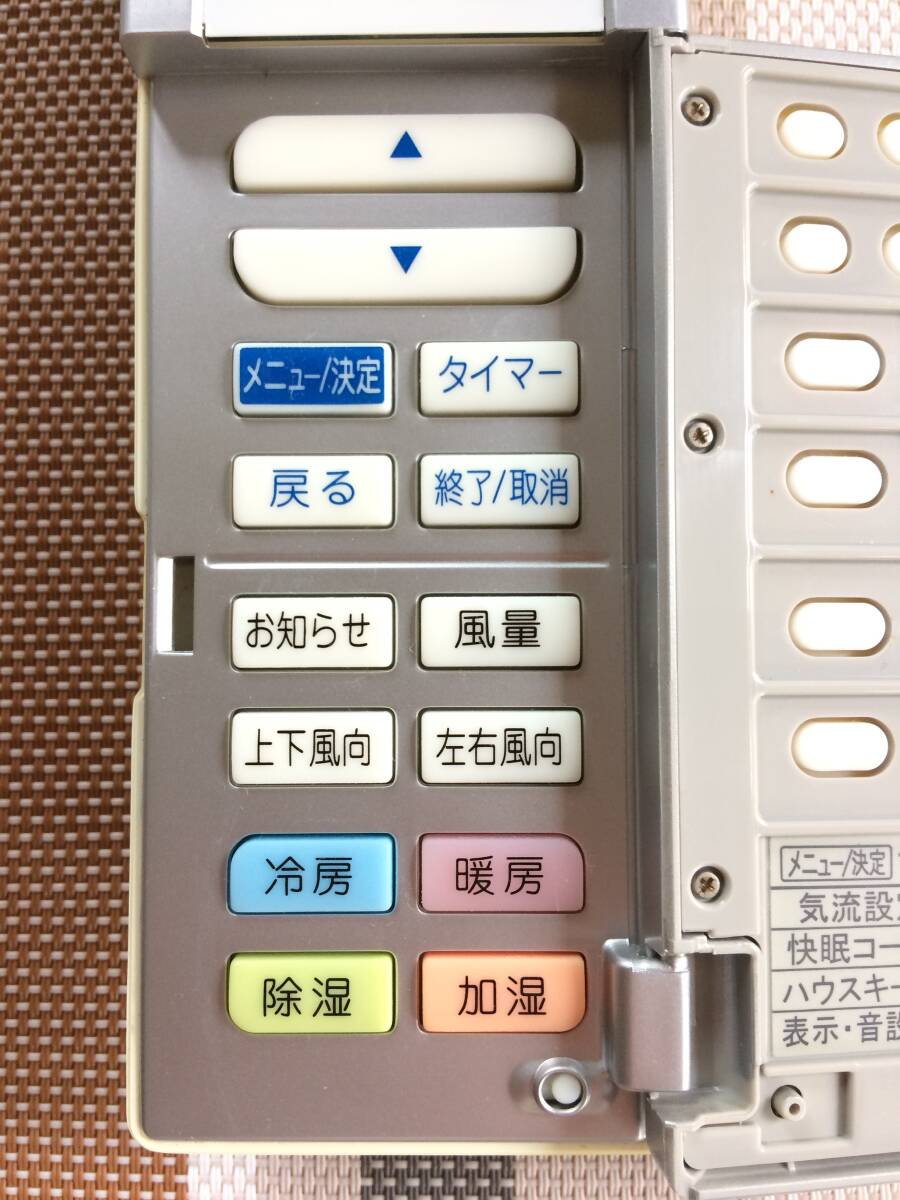 ▲
▼
メニュー/決定 タイマー
戻る 終了/取消
お知らせ 風量
上下風向 左右風向
冷房 暖房
除湿 加湿
メニュー/決定
気流設定
快眠コー
ハウスキー
表示・音設